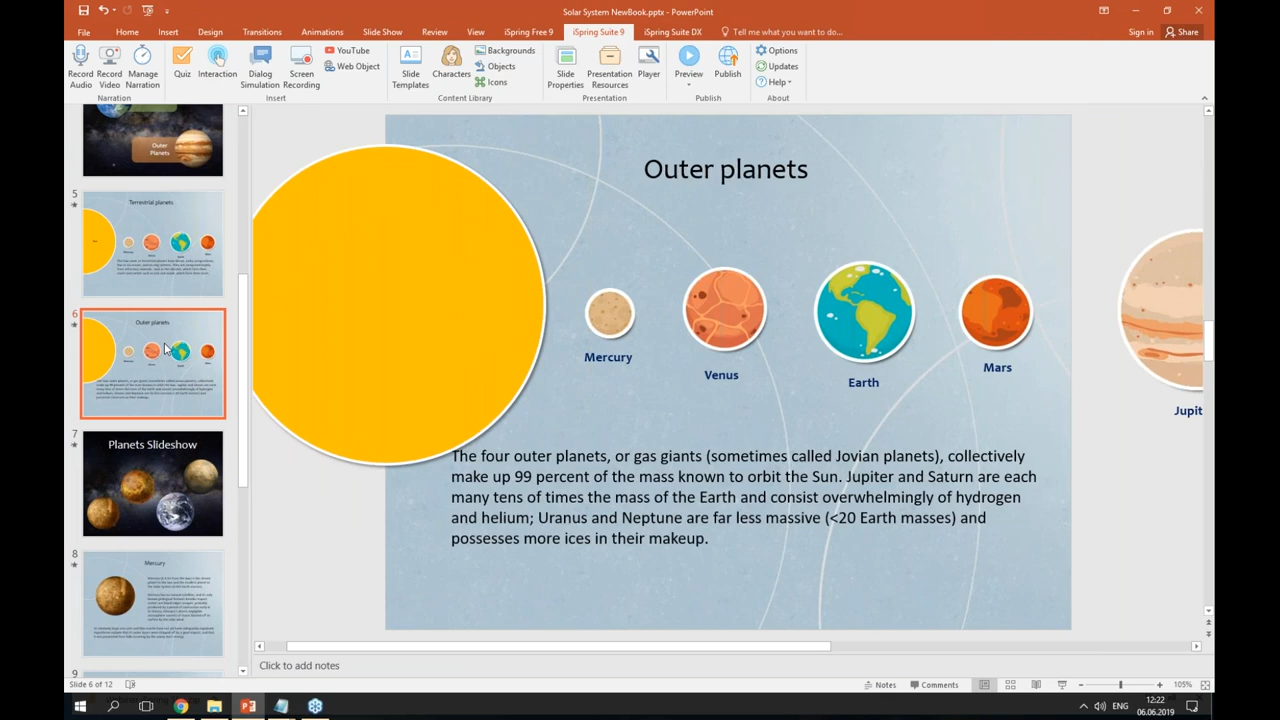 Solar System NewBook.pptx - PowerPoint
File Home Insert Design Transitions Animations Slide Show Review View iSpring Free 9 iSpring Suite 9 iSpring Suite DX Tell me what you want to do... Sign in Share
Record Audio
Record Video
Manage Narration
Quiz
Interaction
Dialog Simulation
Screen Recording
YouTube
Web Object
Slide Templates
Characters
Backgrounds
Objects
Icons
Slide Properties
Presentation Resources
Player
Preview
Publish
Options
Updates
Help
Narration Insert Content Library Presentation Publish About
Outer
Planets
5
Terrestrial planets
6
Outer planets
7
Planets Slideshow
8
Mercury
9
Outer planets
Mercury
Venus
Earth
Mars
Jupit
The four outer planets, or gas giants (sometimes called Jovian planets), collectively
make up 99 percent of the mass known to orbit the Sun. Jupiter and Saturn are each
many tens of times the mass of the Earth and consist overwhelmingly of hydrogen
and helium; Uranus and Neptune are far less massive (<20 Earth masses) and
possesses more ices in their makeup.
Click to add notes
Slide 6 of 12 Notes Comments 105%
ENG
12:22
06.06.2019